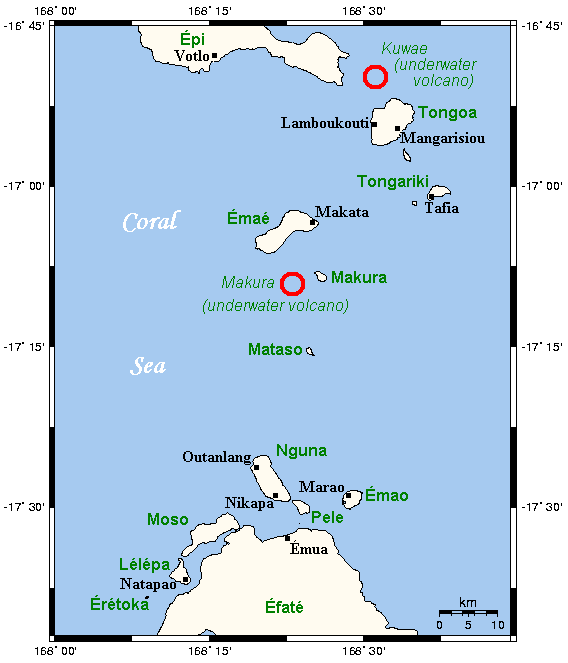 168˚ 00'
168˚ 15'
168˚ 30'
-16˚ 45'
-16˚ 45'
Épi
Votlo
Kuwae
(underwater
volcano)
Tongoa
Lamboukouti
Mangarisiou
Tongariki
-17˚ 00'
-17˚ 00'
Tafia
Coral
Émaé
Makata
Makura
Makura
(underwater volcano)
Mataso
-17˚ 15'
-17˚ 15'
Sea
Nguna
Outanlang
Marao
Émao
Nikapa
-17˚ 30'
-17˚ 30'
Moso
Pele
Émua
Lélépa
Natapao
Érétoka
Éfaté
km
0 5 10
168˚ 00'
168˚ 15'
168˚ 30'